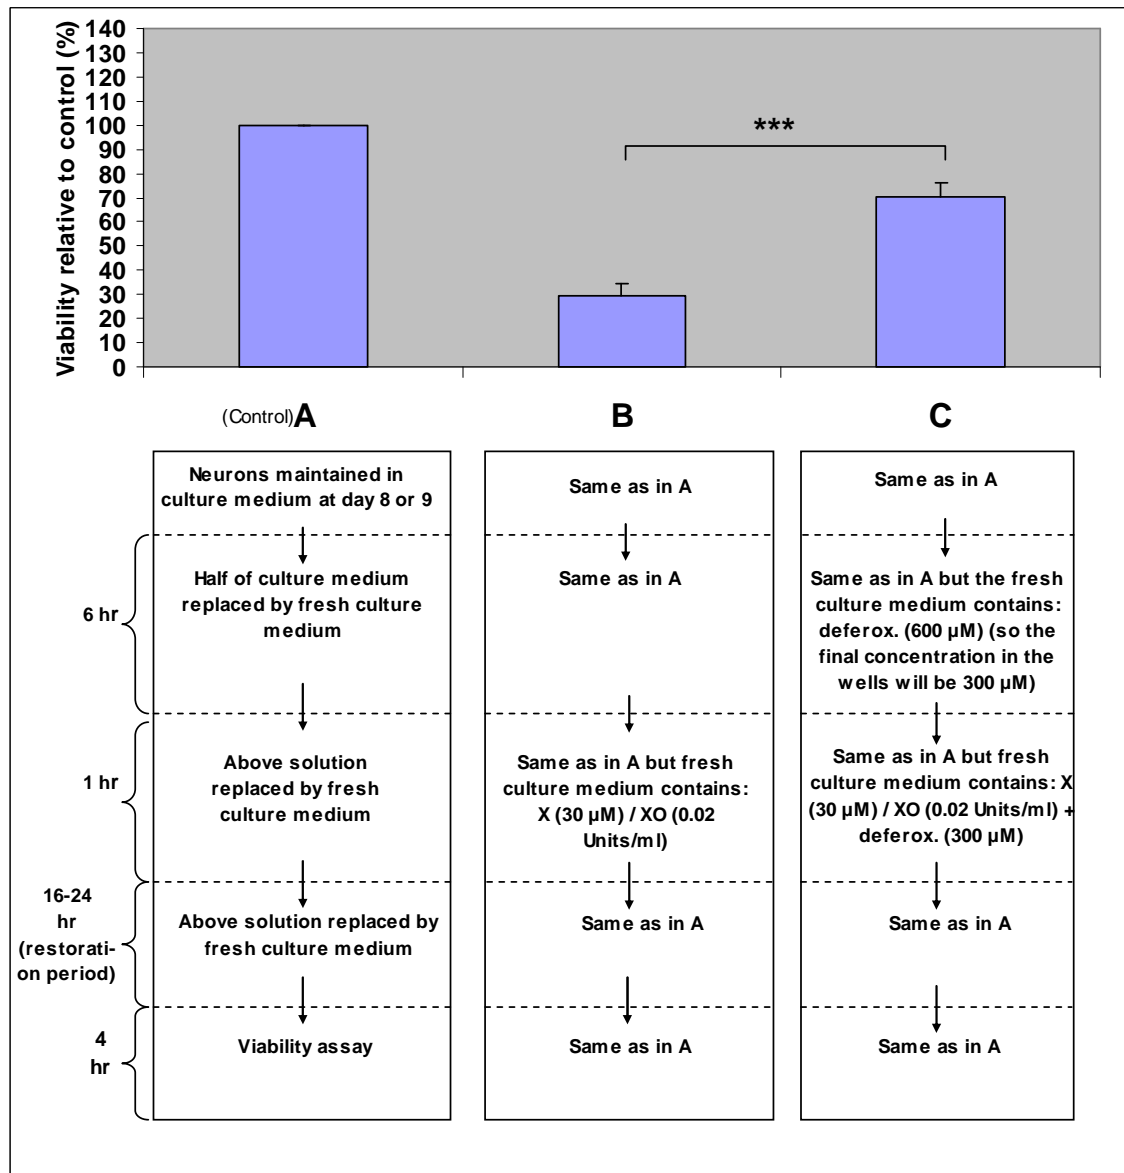 Viability relative to control (%)
140
130
120
110
100
90
80
70
60
50
40
30
20
10
0
***
(Control) A
B
C
Neurons maintained in
culture medium at day 8 or 9
Same as in A
Same as in A
6 hr
Half of culture medium
replaced by fresh culture
medium
Same as in A
Same as in A but the fresh
culture medium contains:
deferox. (600 µM) (so the
final concentration in the
wells will be 300 µM)
1 hr
Above solution
replaced by fresh
culture medium
Same as in A but fresh
culture medium contains:
X (30 µM) / XO (0.02
Units/ml)
Same as in A but fresh
culture medium contains: X
(30 µM) / XO (0.02 Units/ml) +
deferox. (300 µM)
16-24
hr
(restorati-
on period)
Above solution replaced by
fresh culture medium
Same as in A
Same as in A
4
hr
Viability assay
Same as in A
Same as in A